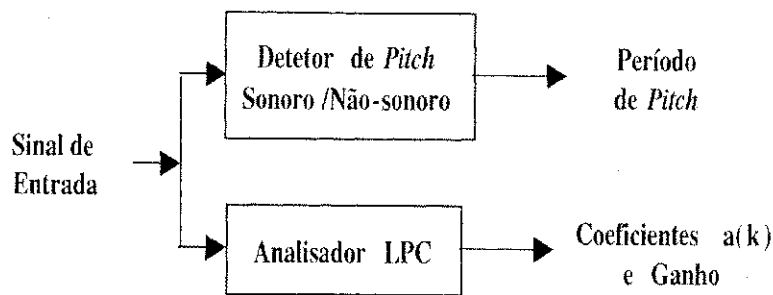 Detetor de Pitch
Sonoro /Não-sonoro
Período
de Pitch
Sinal de
Entrada
Analisador LPC
Coeficientes a(k)
e Ganho